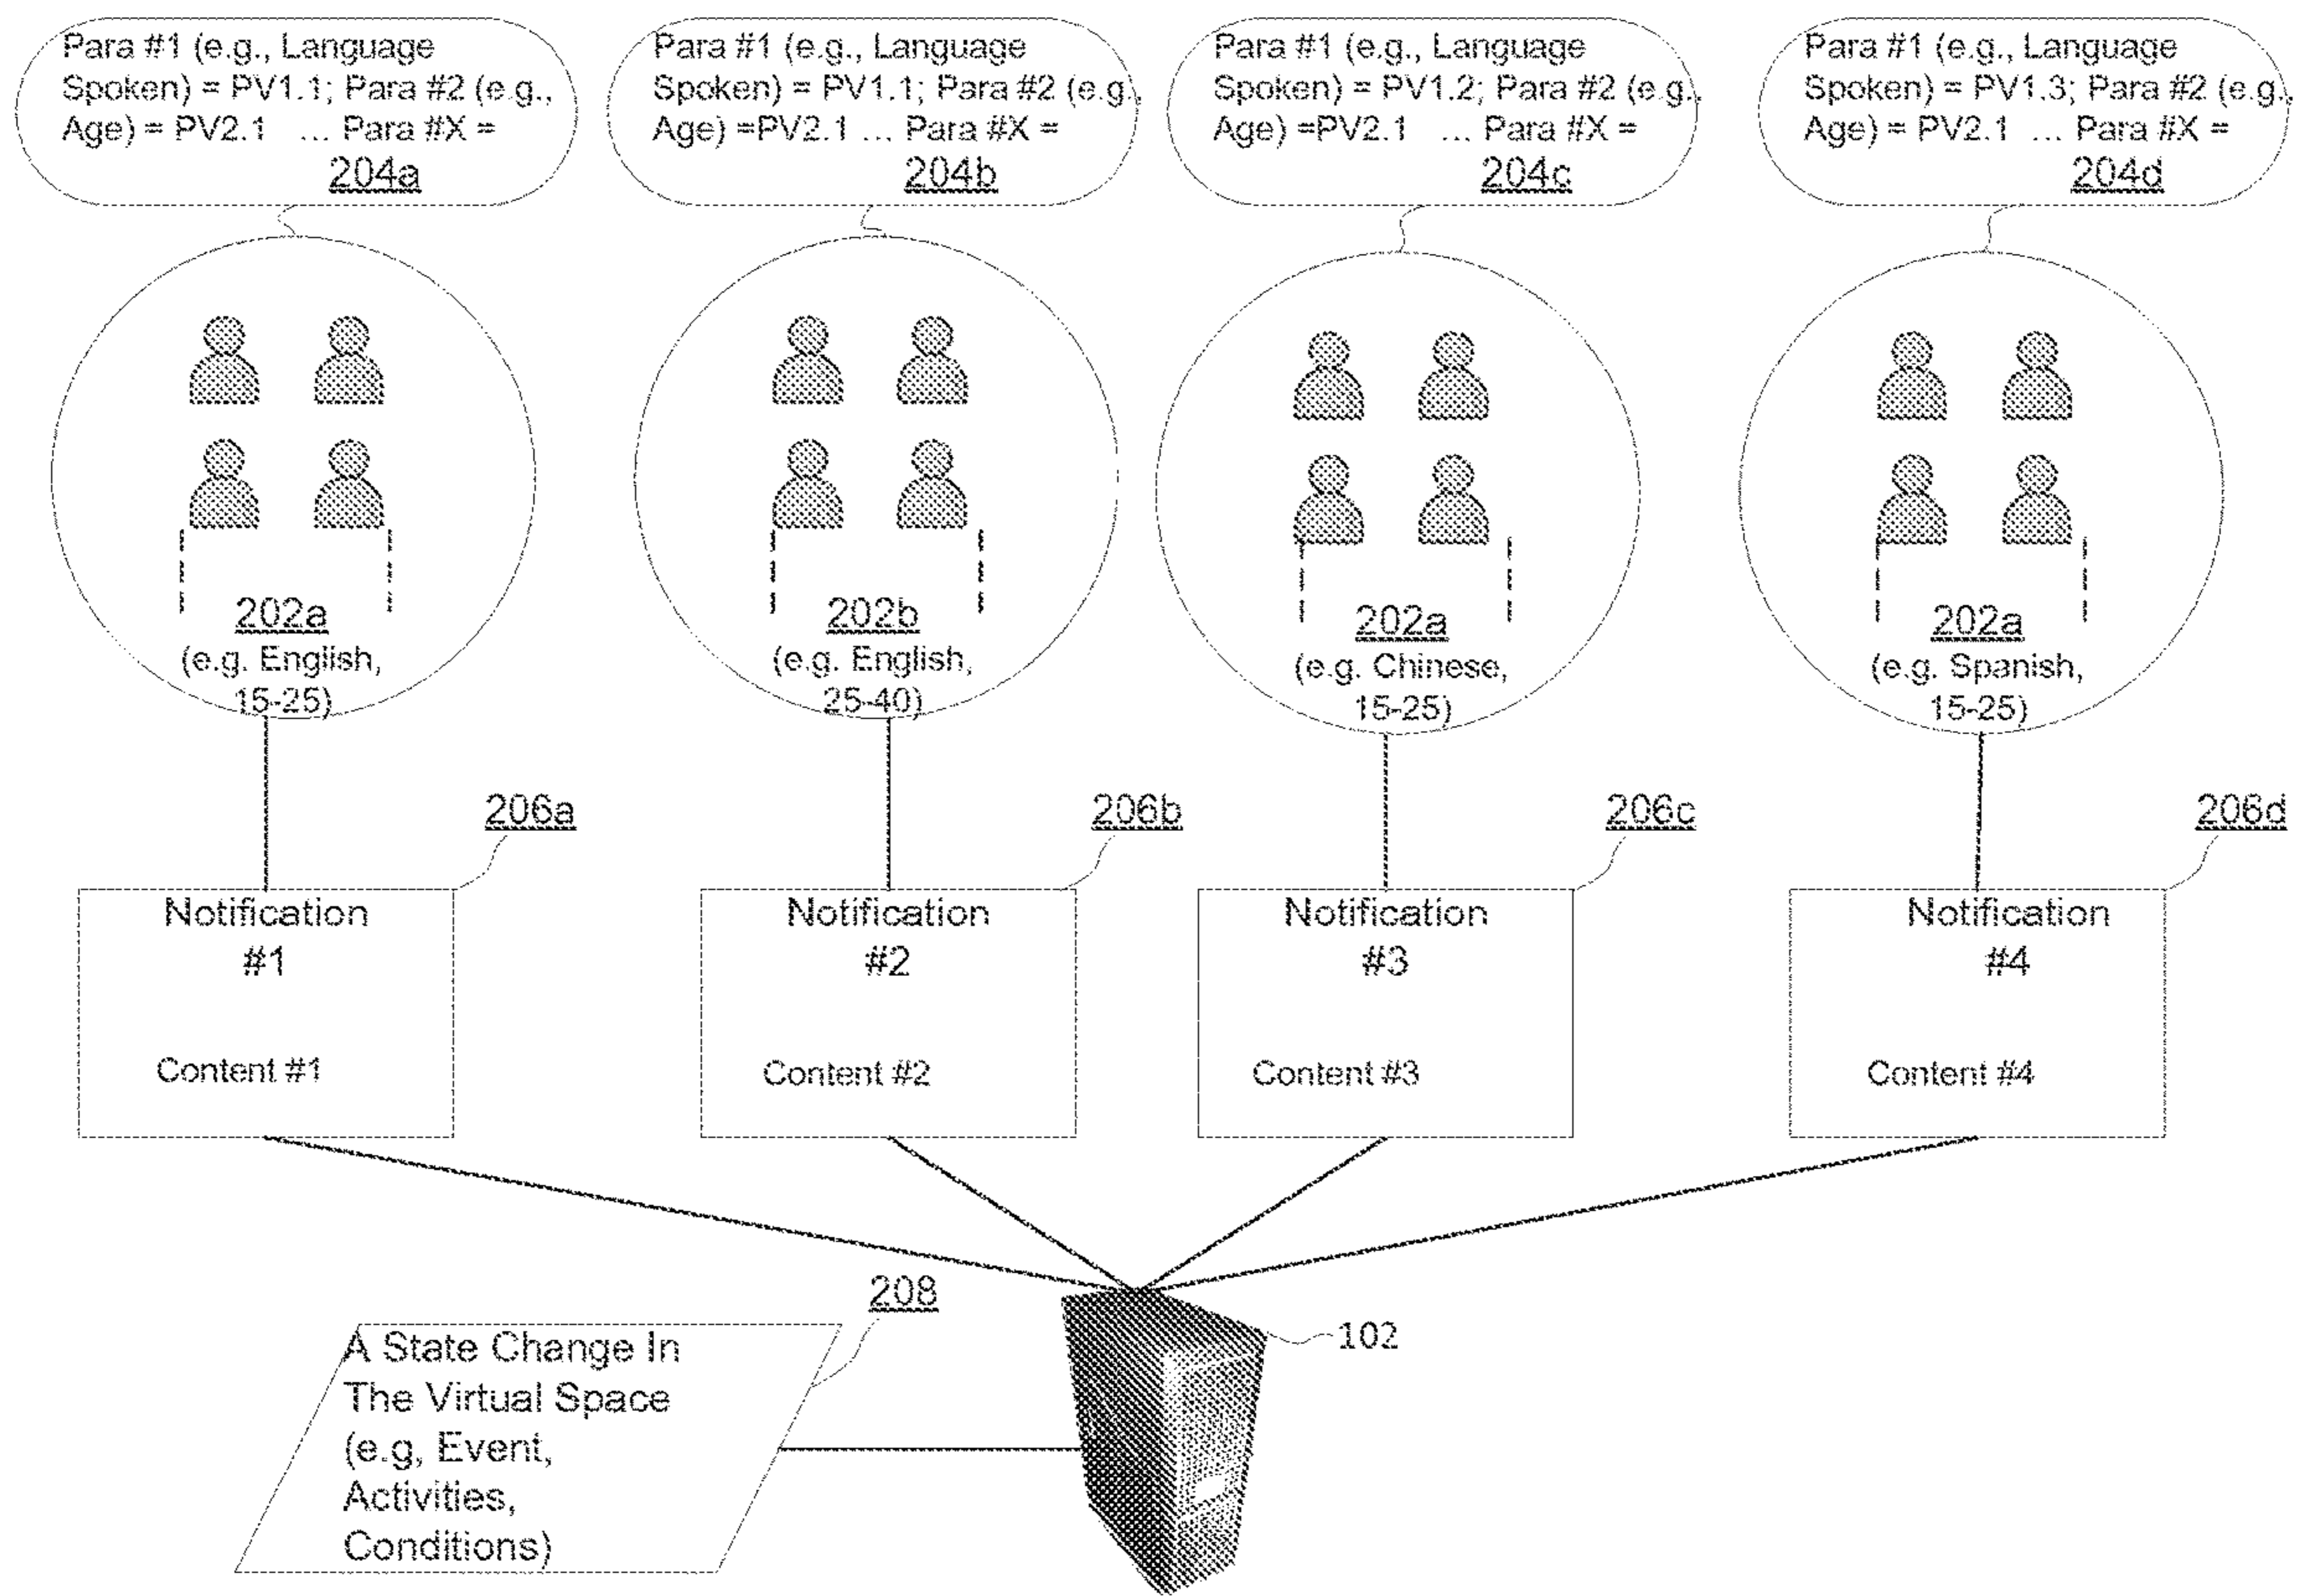 Para #1 (e.g., Language
Spoken) = PV1.1; Para #2 (e.g.,
Age) = PV2.1 ... Para #X =
204a
Para #1 (e.g., Language
Spoken) = PV1.1; Para #2 (e.g.
Age) =PV2.1 ... Para #X =
204b
Para #1 (e.g., Language
Spoken) = PV1.2; Para #2 (e.g.,
Age) =PV2.1 ... Para #X =
204c
Para #1 (e.g., Language
Spoken) = PV1.3; Para #2 (e.g.,
Age) = PV2.1 ... Para #X =
204d
202a
(e.g. English,
15-25)
202b
(e.g. English,
25-40)
202a
(e.g. Chinese,
15-25)
202a
(e.g. Spanish,
15-25)
206a
206b
206c
206d
Notification
#1
Content #1
Notification
#2
Content #2
Notification
#3
Content #3
Notification
#4
Content #4
208
A State Change In
The Virtual Space
(e.g, Event,
Activities,
Conditions)
102